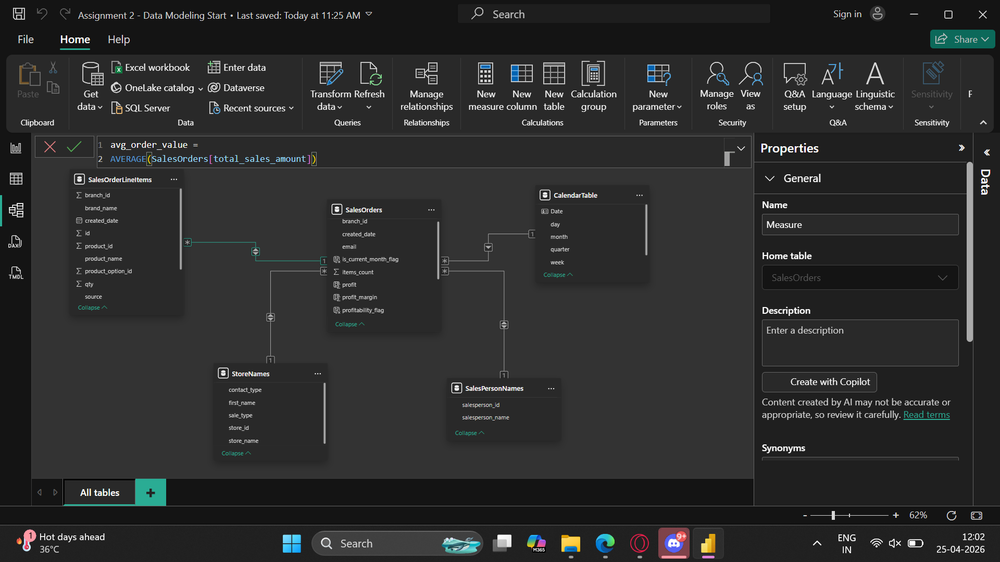 Assignment 2 - Data Modeling Start • Last saved: Today at 11:25 AM
Search
Sign in
File
Home
Help
Share
Paste
Clipboard
Get data
Excel workbook
OneLake catalog
SQL Server
Enter data
Dataverse
Recent sources
Data
Transform data
Refresh
Queries
Manage relationships
Relationships
New measure
New column
New table
Calculation group
Calculations
New parameter
Parameters
Manage roles
View as
Security
Q&A setup
Language
Linguistic schema
Q&A
Sensitivity
Sensitivity
1 avg_order_value =
2 AVERAGE(SalesOrders[total_sales_amount])
DAX
TMDL
SalesOrderLineItems
branch_id
brand_name
created_date
id
product_id
product_name
product_option_id
qty
source
Collapse
SalesOrders
branch_id
created_date
email
is_current_month_flag
items_count
profit
profit_margin
profitability_flag
Collapse
CalendarTable
Date
day
month
quarter
week
Collapse
StoreNames
contact_type
first_name
sale_type
store_id
store_name
Collapse
SalesPersonNames
salesperson_id
salesperson_name
Collapse
* 1 * * 1 * 1 1
Properties
General
Name
Measure
Home table
SalesOrders
Description
Enter a description
Create with Copilot
Content created by AI may not be accurate or
appropriate, so review it carefully. Read terms
Synonyms
Data
All tables
+
- + 62%
1
Hot days ahead
36°C
Search
M365
9+
ENG
IN
12:02
25-04-2026